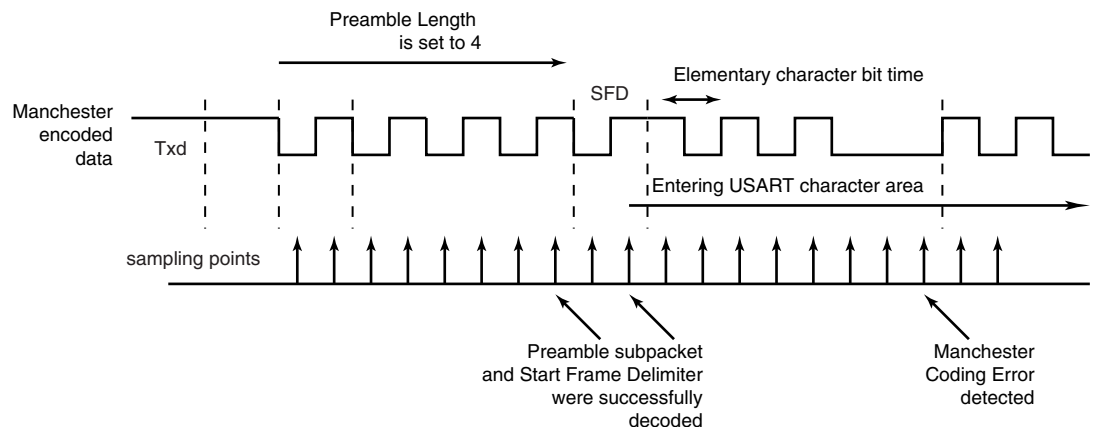 Preamble Length
is set to 4
Elementary character bit time
SFD
Manchester
encoded
data
Txd
Entering USART character area
sampling points
Preamble subpacket
and Start Frame Delimiter
were successfully
decoded
Manchester
Coding Error
detected